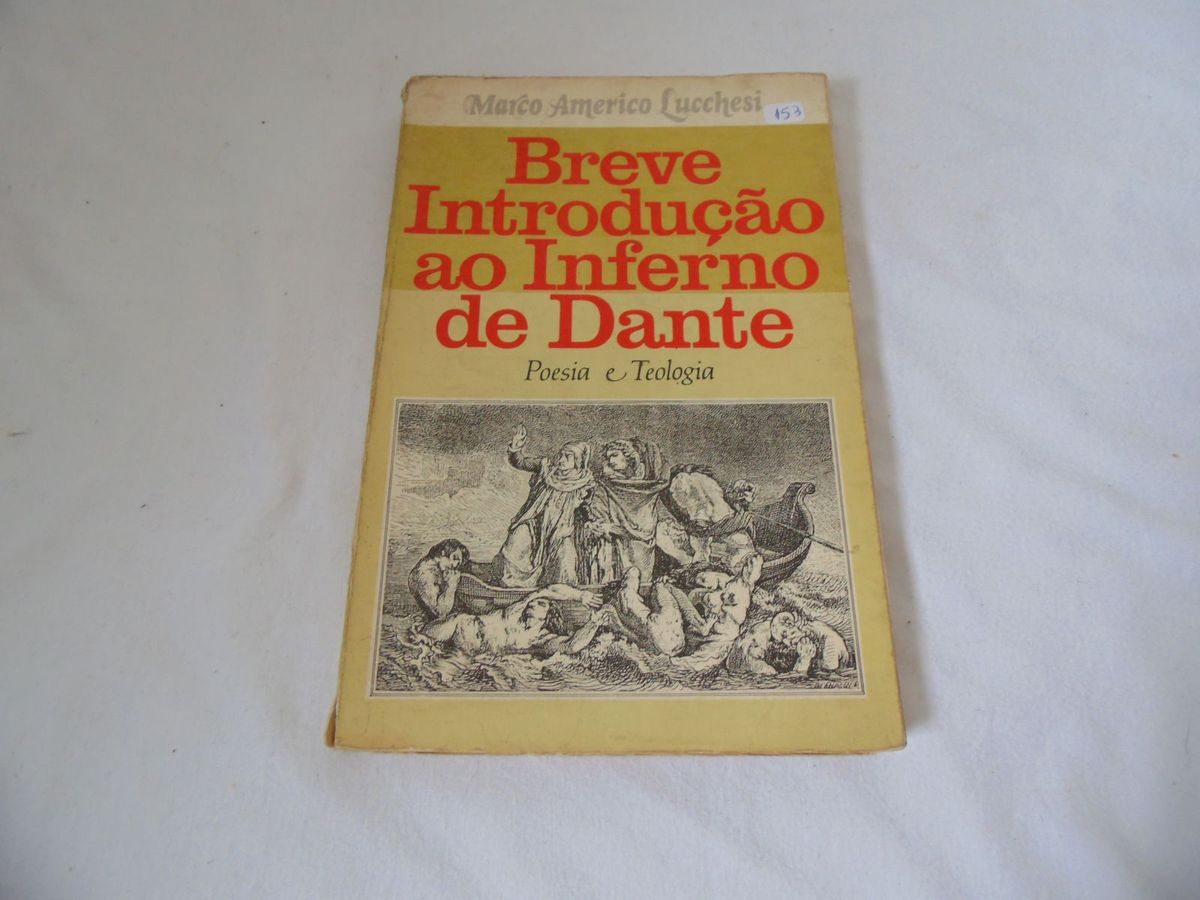 Marco Americo Lucchesi
153
Breve
Introdução
ao Inferno
de Dante
Poesia e Teologia